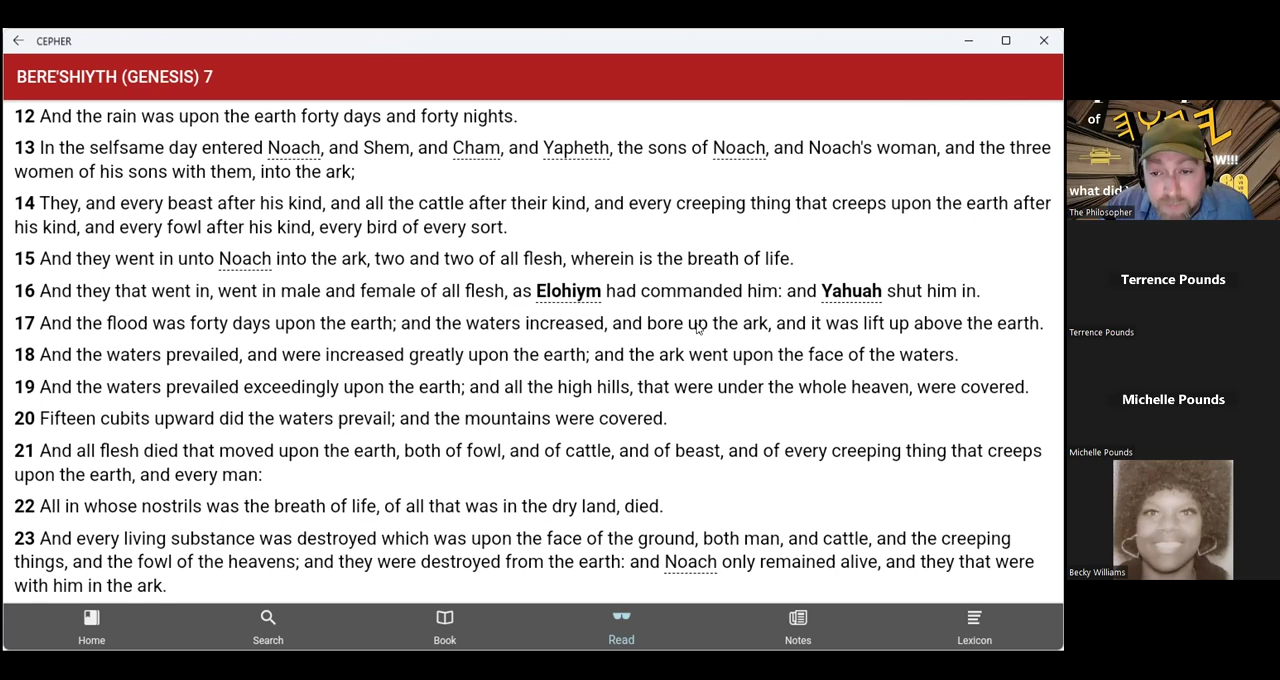 CEPHER
BERE'SHIYTH (GENESIS) 7
12 And the rain was upon the earth forty days and forty nights.
13 In the selfsame day entered Noach, and Shem, and Cham, and Yapheth, the sons of Noach, and Noach's woman, and the three
women of his sons with them, into the ark;
14 They, and every beast after his kind, and all the cattle after their kind, and every creeping thing that creeps upon the earth after
his kind, and every fowl after his kind, every bird of every sort.
15 And they went in unto Noach into the ark, two and two of all flesh, wherein is the breath of life.
16 And they that went in, went in male and female of all flesh, as Elohiym had commanded him: and Yahuah shut him in.
17 And the flood was forty days upon the earth; and the waters increased, and bore up the ark, and it was lift up above the earth.
18 And the waters prevailed, and were increased greatly upon the earth; and the ark went upon the face of the waters.
19 And the waters prevailed exceedingly upon the earth; and all the high hills, that were under the whole heaven, were covered.
20 Fifteen cubits upward did the waters prevail; and the mountains were covered.
21 And all flesh died that moved upon the earth, both of fowl, and of cattle, and of beast, and of every creeping thing that creeps
upon the earth, and every man:
22 All in whose nostrils was the breath of life, of all that was in the dry land, died.
23 And every living substance was destroyed which was upon the face of the ground, both man, and cattle, and the creeping
things, and the fowl of the heavens; and they were destroyed from the earth: and Noach only remained alive, and they that were
with him in the ark.
Home
Search
Book
Read
Notes
Lexicon
of
W!!!
what did
The Philosopher
Terrence Pounds
Terrence Pounds
Michelle Pounds
Michelle Pounds
Becky Williams